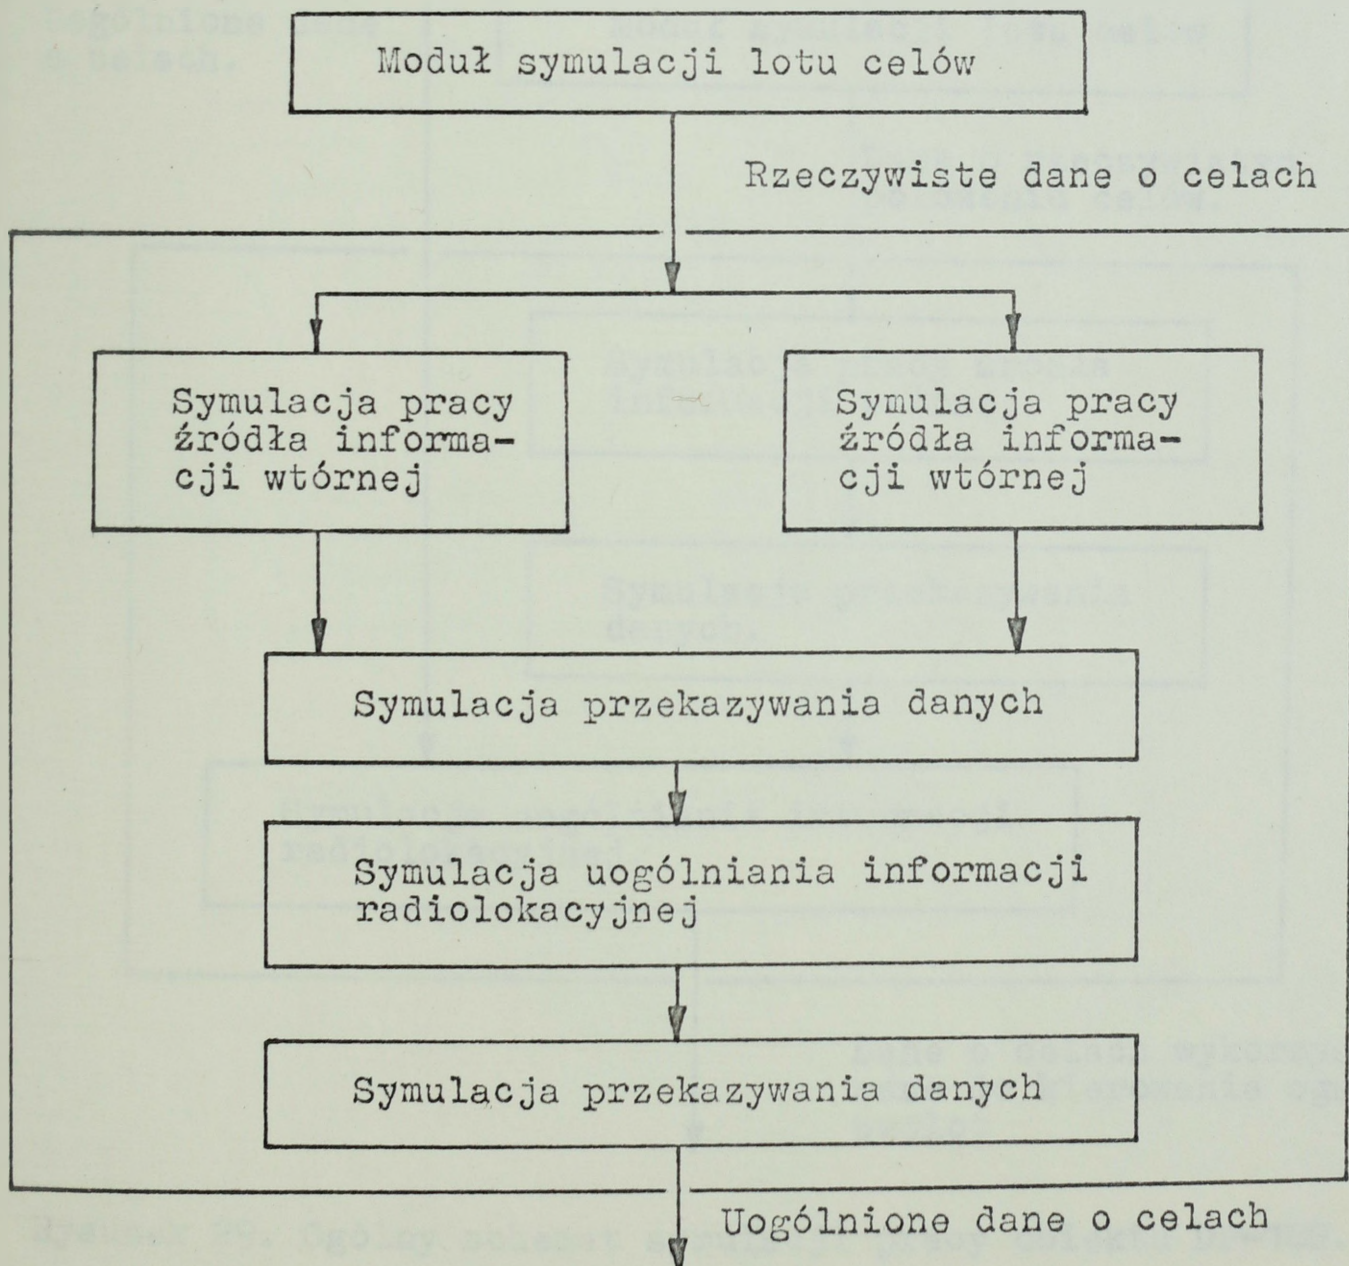 Moduł symulacji lotu celów
Rzeczywiste dane o celach
Symulacja pracy
źródła informa-
cji wtórnej
Symulacja pracy
źródła informa-
cji wtórnej
Symulacja przekazywania danych
Symulacja uogólniania informacji
radiolokacyjnej
Symulacja przekazywania danych
Uogólnione dane o celach